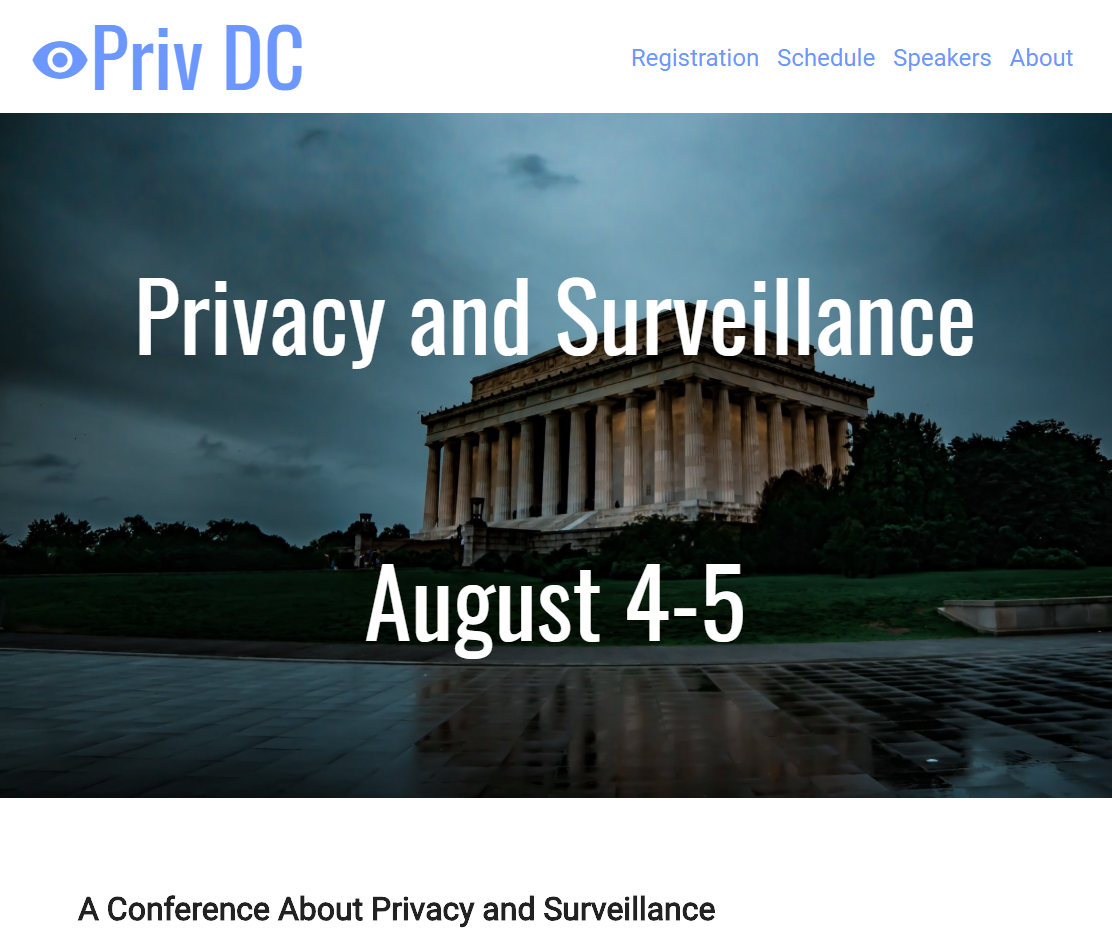 Priv DC
Registration Schedule Speakers About
Privacy and Surveillance
August 4-5
A Conference About Privacy and Surveillance